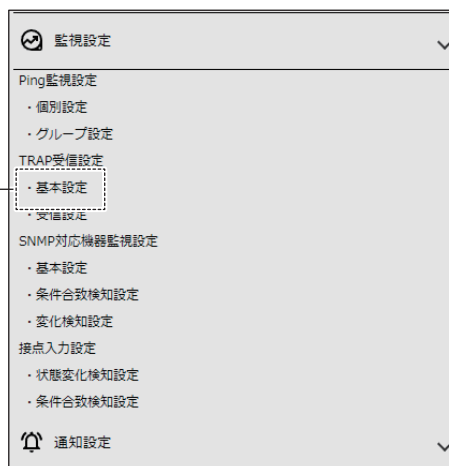 監視設定
Ping監視設定
・個別設定
・グループ設定
TRAP受信設定
・基本設定
・受信設定
SNMP対応機器監視設定
・基本設定
・条件合致検知設定
・変化検知設定
接点入力設定
・状態変化検知設定
・条件合致検知設定
通知設定